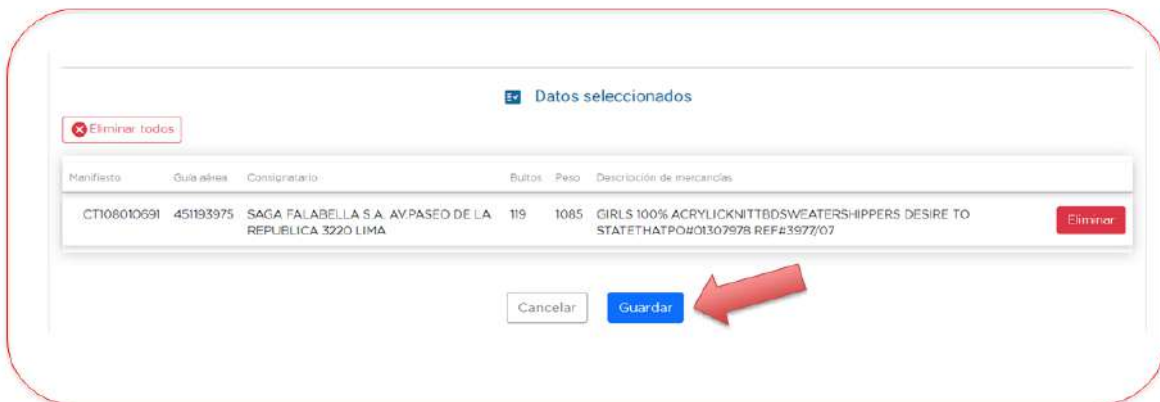 Datos seleccionados
Eliminar todos
Manifiesto Guía aérea Consignatario Bultos Peso Descripción de mercancías
CT108010691 451193975 SAGA FALABELLA S.A. AV.PASEO DE LA 119 1085 GIRLS 100% ACRYLICKNITTBDSWEATERSHIPPERS DESIRE TO Eliminar
REPUBLICA 3220 LIMA STATETHATPO#01307978 REF#3977/07
Cancelar Guardar